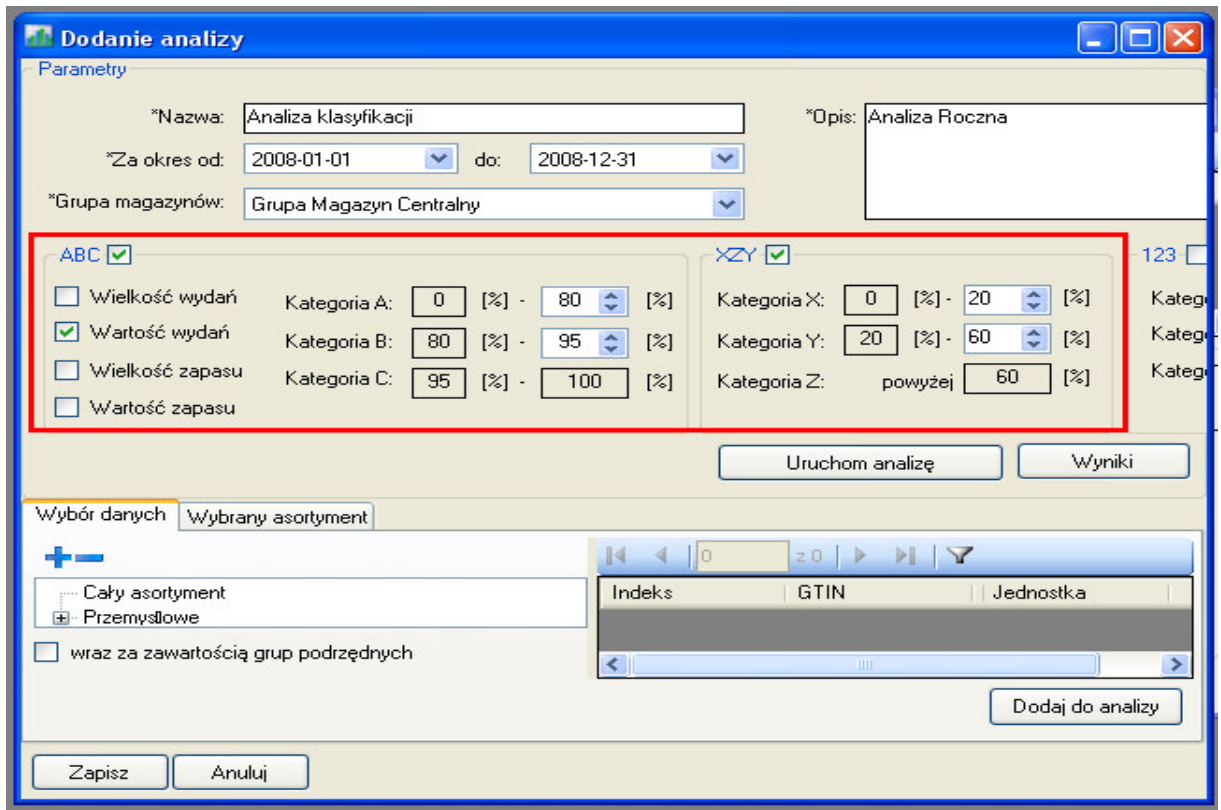 Dodanie analizy
Parametry
*Nazwa: Analiza klasyfikacji *Opis: Analiza Roczna
*Za okres od: 2008-01-01 do: 2008-12-31
*Grupa magazynów: Grupa Magazyn Centralny
ABC XZY 123
Wielkość wydań Kategoria A: 0 [%] - 80 [%] Kategoria X: 0 [%] - 20 [%] Kateg
Wartość wydań Kategoria B: 80 [%] - 95 [%] Kategoria Y: 20 [%] - 60 [%] Kateg
Wielkość zapasu Kategoria C: 95 [%] - 100 [%] Kategoria Z: powyżej 60 [%] Kateg
Wartość zapasu
Uruchom analizę Wyniki
Wybór danych Wybrany asortyment
0 z 0
Cały asortyment Indeks GTIN Jednostka
Przemysłowe
wraz za zawartością grup podrzędnych
Dodaj do analizy
Zapisz Anuluj